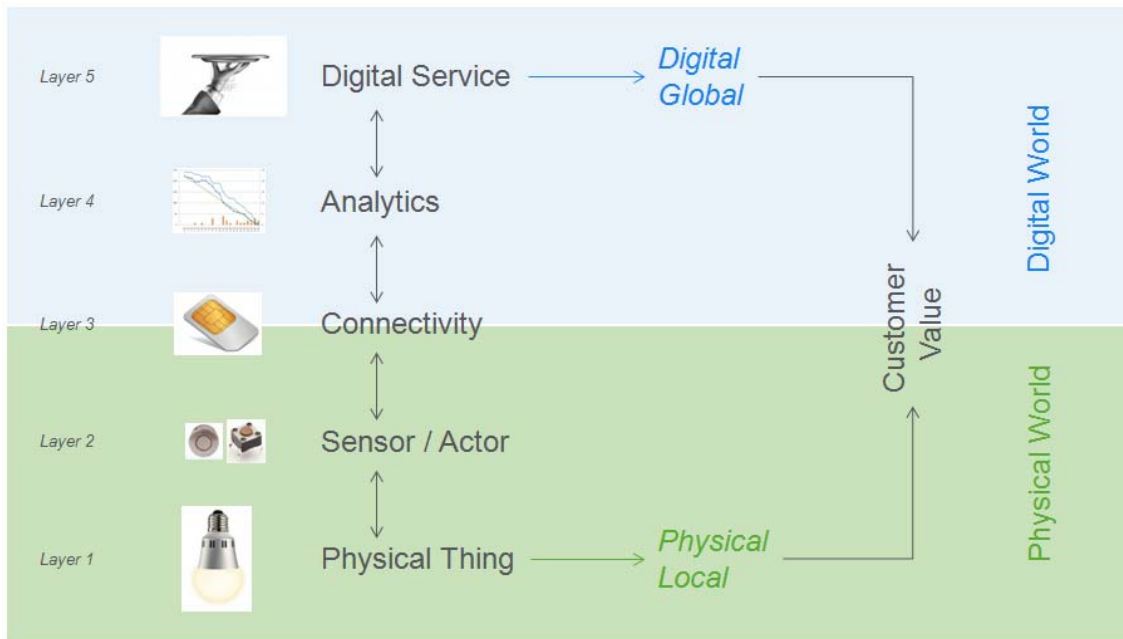 Layer 5
Digital Service
Digital
Global
Layer 4
Analytics
Digital World
Layer 3
Connectivity
Customer
Value
Layer 2
Sensor / Actor
Physical World
Layer 1
Physical Thing
Physical
Local